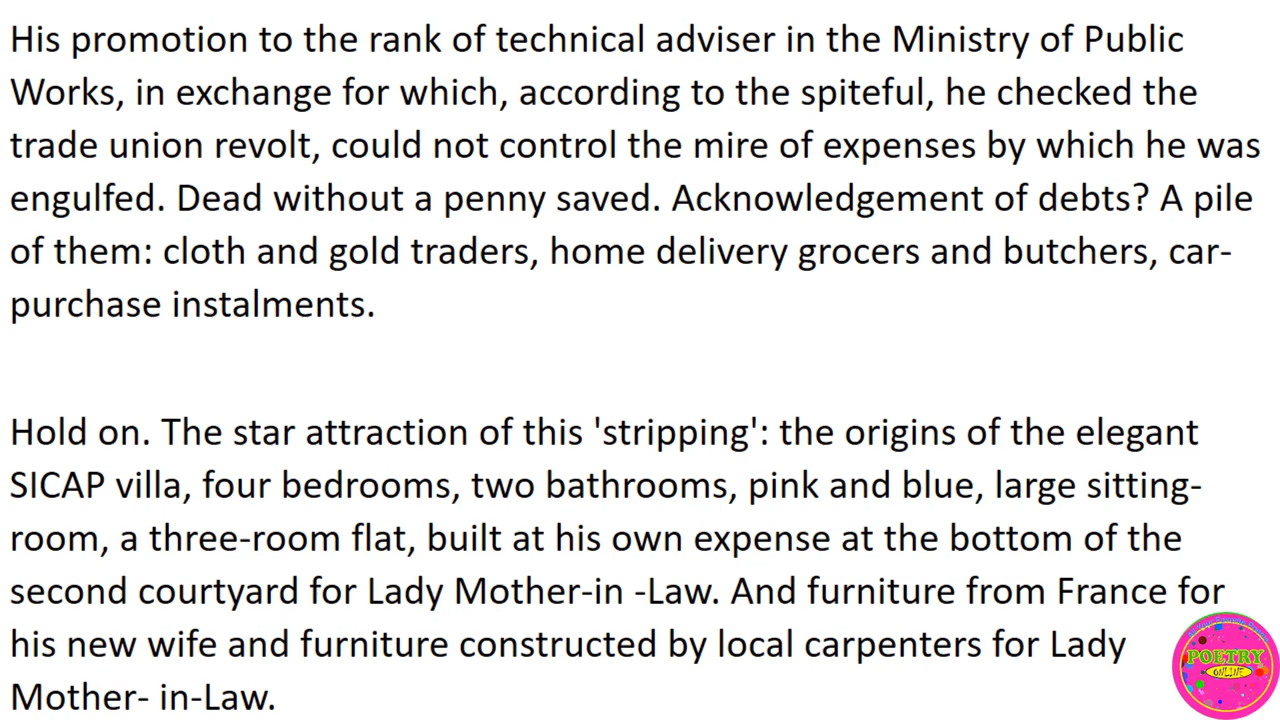 His promotion to the rank of technical adviser in the Ministry of Public
Works, in exchange for which, according to the spiteful, he checked the
trade union revolt, could not control the mire of expenses by which he was
engulfed. Dead without a penny saved. Acknowledgement of debts? A pile
of them: cloth and gold traders, home delivery grocers and butchers, car-
purchase instalments.
Hold on. The star attraction of this 'stripping': the origins of the elegant
SICAP villa, four bedrooms, two bathrooms, pink and blue, large sitting-
room, a three-room flat, built at his own expense at the bottom of the
second courtyard for Lady Mother-in -Law. And furniture from France for
his new wife and furniture constructed by local carpenters for Lady
Mother- in-Law.
POETRY
ONLINE